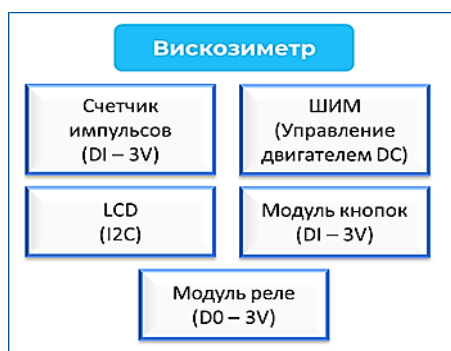 Вискозиметр
Счетчик
импульсов
(DI – 3V)
ШИМ
(Управление
двигателем DC)
LCD
(I2C)
Модуль кнопок
(DI – 3V)
Модуль реле
(D0 – 3V)